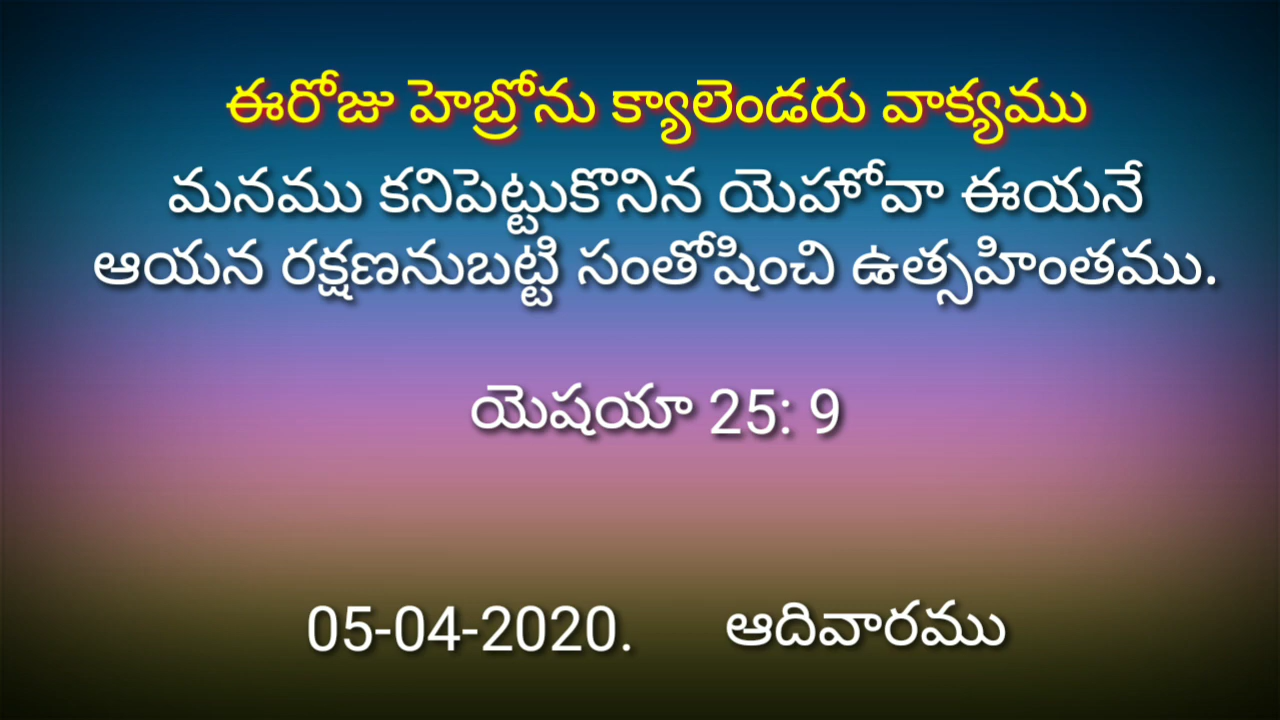 ఈరోజు హెబ్రోను క్యాలెండరు వాక్యము
మనము కనిపెట్టుకొనిన యెహోవా ఈయనే
ఆయన రక్షణనుబట్టి సంతోషించి ఉత్సహింతము.
యెషయా 25: 9
05-04-2020. ఆదివారము